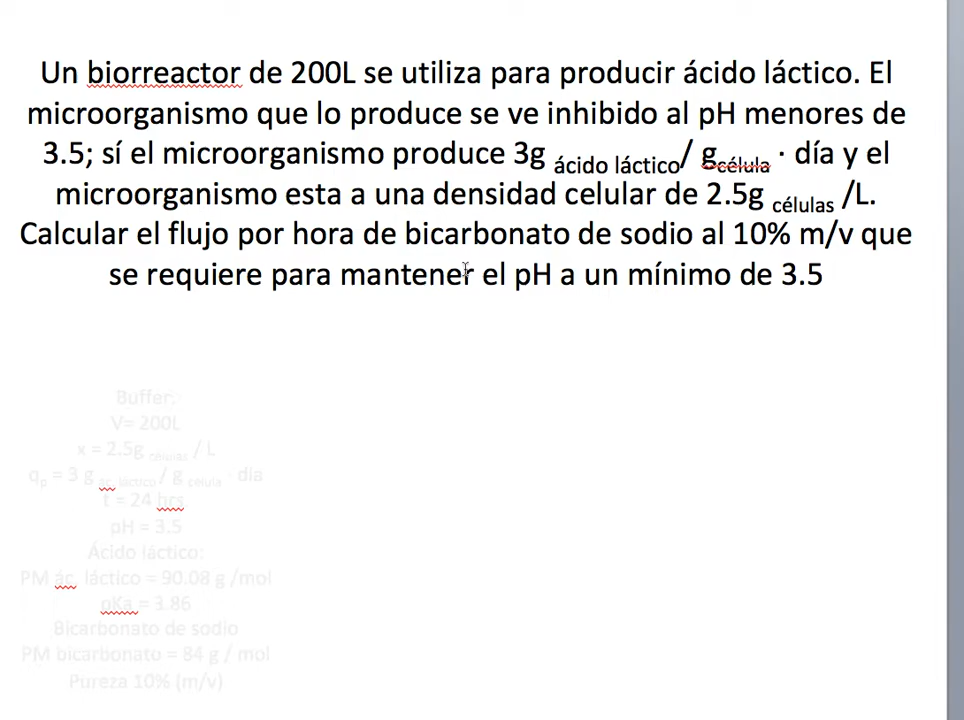 Un biorreactor de 200L se utiliza para producir ácido láctico. El
microorganismo que lo produce se ve inhibido al pH menores de
3.5; sí el microorganismo produce 3g ácido láctico/ gcélula · día y el
microorganismo esta a una densidad celular de 2.5g células /L.
Calcular el flujo por hora de bicarbonato de sodio al 10% m/v que
se requiere para mantener el pH a un mínimo de 3.5
Buffer:
V= 200L
x = 2.5g células / L
qp = 3 g ác. láctico / g célula · dia
t = 24 hrs
pH = 3.5
Ácido láctico:
PM ác. láctico = 90.08 g /mol
pKa = 3.86
Bicarbonato de sodio
PM bicarbonato = 84 g / mol
Pureza 10% (m/v)